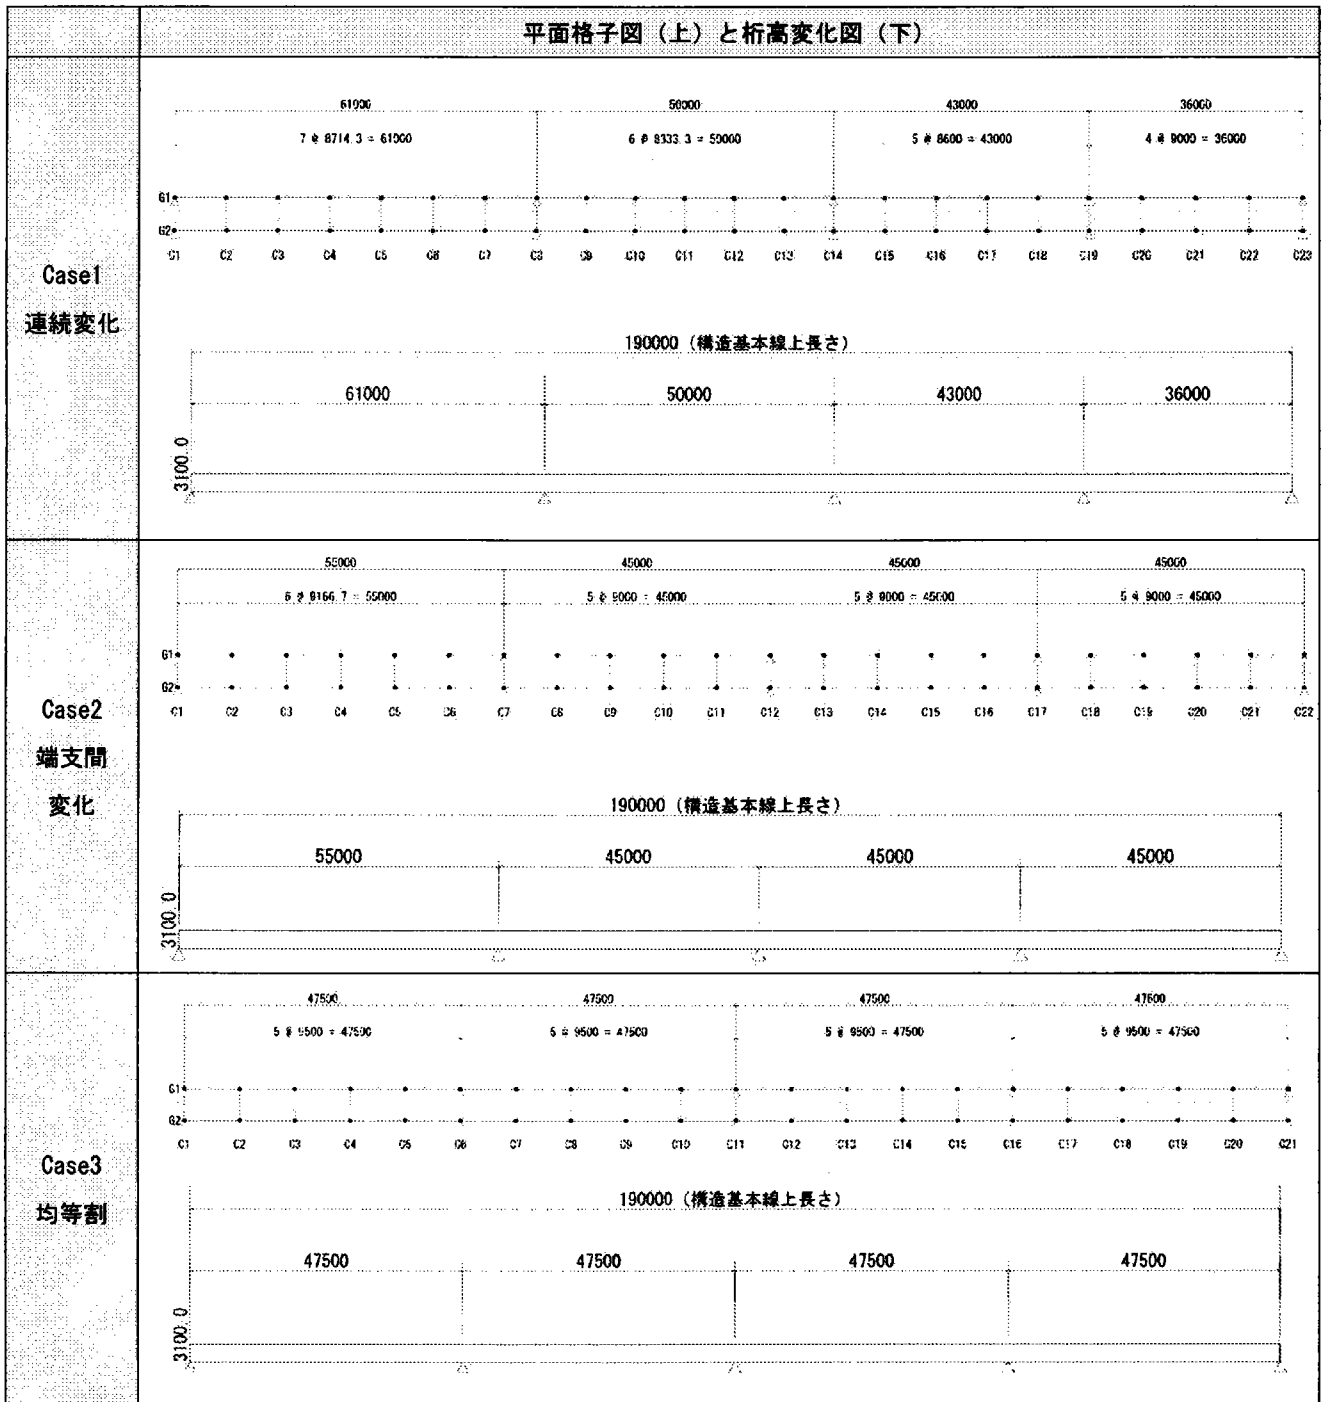 平面格子図（上）と桁高変化図（下）
Case1
連続変化
61000 50000 43000 36000
7 @ 8714.3 = 61000 6 @ 8333.3 = 50000 5 @ 8600 = 43000 4 @ 9000 = 36000
G1
G2
C1 C2 C3 C4 C5 C6 C7 C8 C9 C10 C11 C12 C13 C14 C15 C16 C17 C18 C19 C20 C21 C22 C23
190000（構造基本線上長さ）
61000 50000 43000 36000
3100.0
Case2
端支間
変化
55000 45000 45000 45000
6 @ 9166.7 = 55000 5 @ 9000 = 45000 5 @ 9000 = 45000 5 @ 9000 = 45000
G1
G2
C1 C2 C3 C4 C5 C6 C7 C8 C9 C10 C11 C12 C13 C14 C15 C16 C17 C18 C19 C20 C21 C22
190000（構造基本線上長さ）
55000 45000 45000 45000
3100.0
Case3
均等割
47500 47500 47500 47500
5 @ 9500 = 47500 5 @ 9500 = 47500 5 @ 9500 = 47500 5 @ 9500 = 47500
G1
G2
C1 C2 C3 C4 C5 C6 C7 C8 C9 C10 C11 C12 C13 C14 C15 C16 C17 C18 C19 C20 C21
190000（構造基本線上長さ）
47500 47500 47500 47500
3100.0